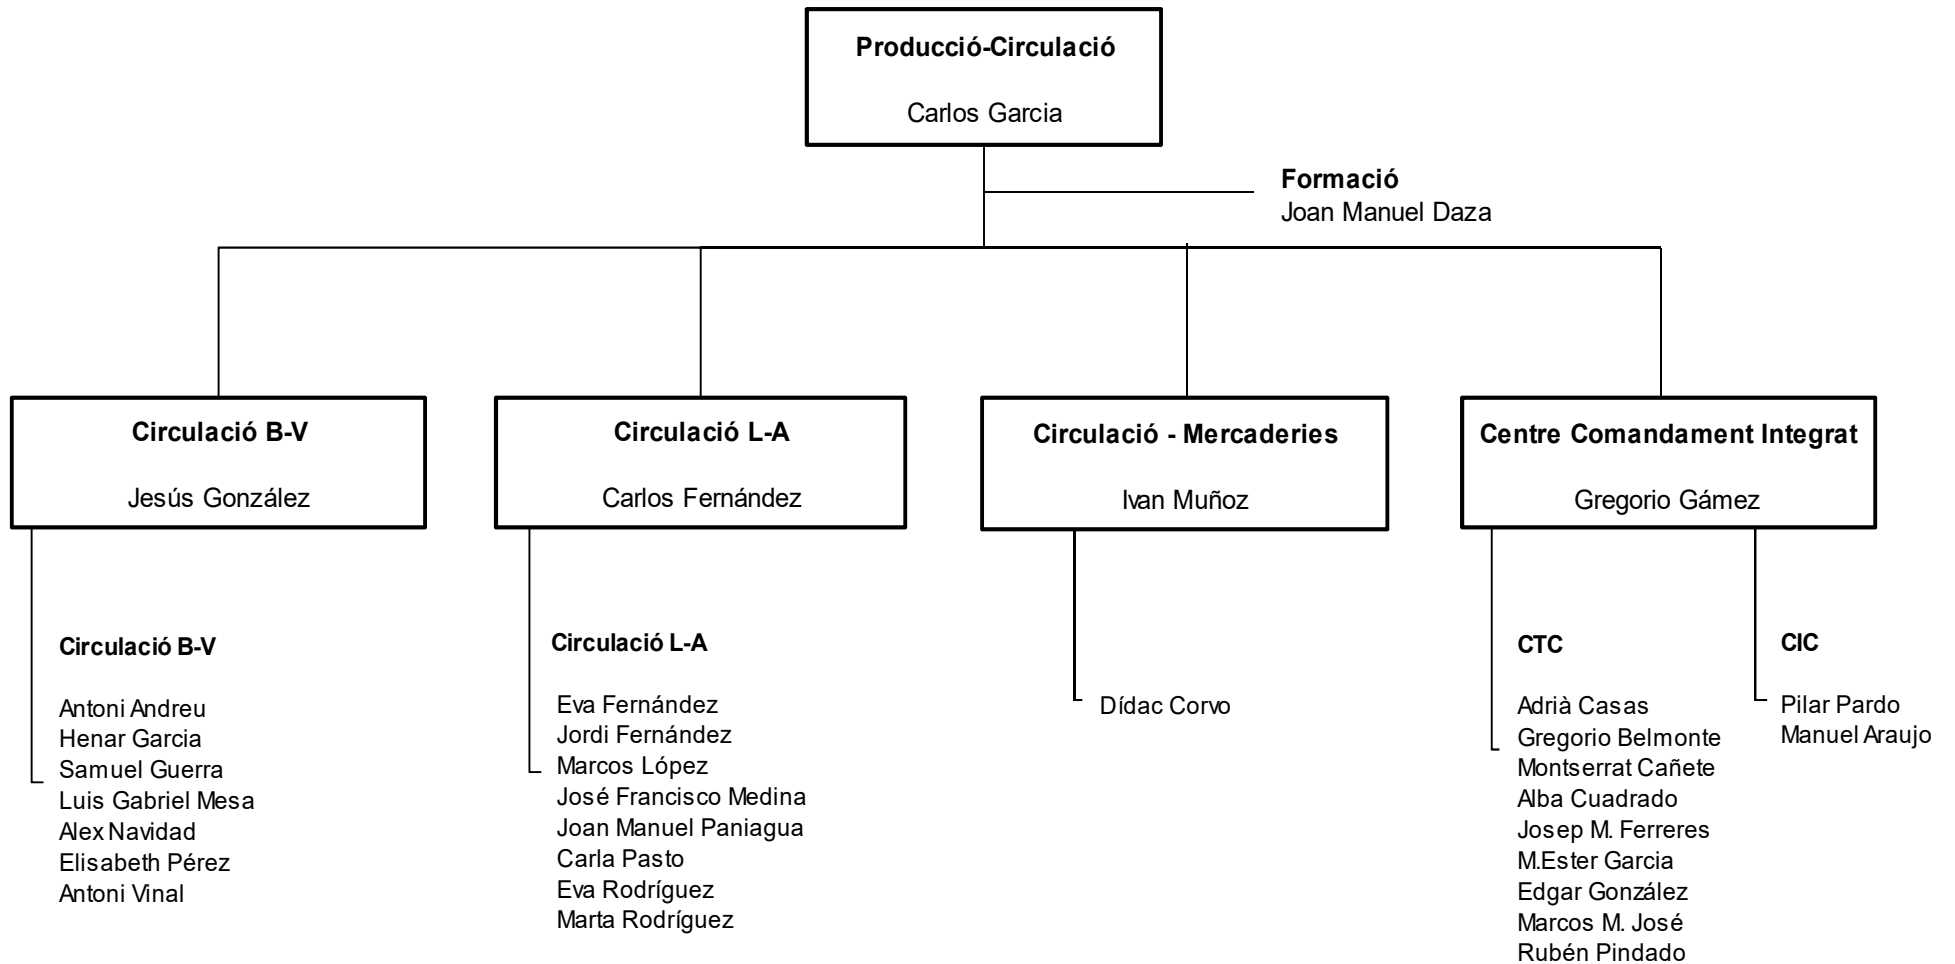 Producció-Circulació
Carlos Garcia
Formació
Joan Manuel Daza
Circulació B-V
Jesús González
Circulació L-A
Carlos Fernández
Circulació - Mercaderies
Ivan Muñoz
Centre Comandament Integrat
Gregorio Gámez
Circulació B-V
Antoni Andreu
Henar Garcia
Samuel Guerra
Luis Gabriel Mesa
Alex Navidad
Elisabeth Pérez
Antoni Vinal
Circulació L-A
Eva Fernández
Jordi Fernández
Marcos López
José Francisco Medina
Joan Manuel Paniagua
Carla Pasto
Eva Rodríguez
Marta Rodríguez
Dídac Corvo
CTC
Adrià Casas
Gregorio Belmonte
Montserrat Cañete
Alba Cuadrado
Josep M. Ferreres
M.Ester Garcia
Edgar González
Marcos M. José
Rubén Pindado
CIC
Pilar Pardo
Manuel Araujo